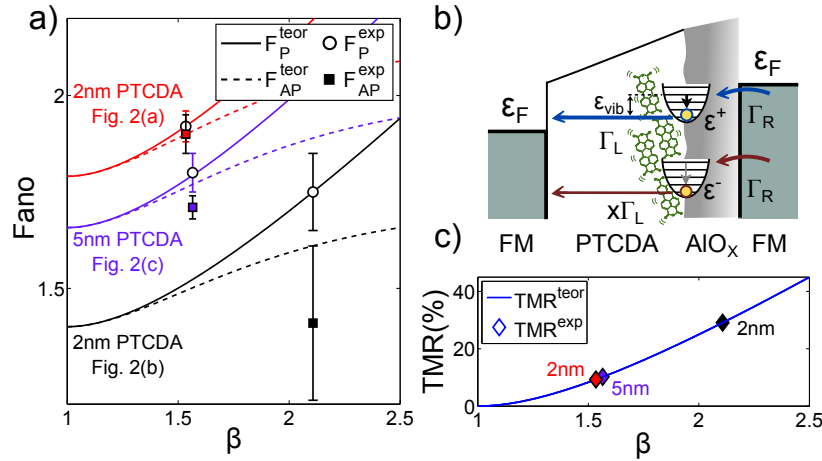 a)
F_P^teor
F_P^exp
F_AP^teor
F_AP^exp
2nm PTCDA
Fig. 2(a)
5nm PTCDA
Fig. 2(c)
2nm PTCDA
Fig. 2(b)
Fano
2
1.5
1
1.5
2
2.5
β
b)
ε_F
ε_F
ε_vib
ε^+
Γ_R
Γ_L
ε^-
Γ_R
xΓ_L
FM
PTCDA
AlO_X
FM
c)
TMR^teor
TMR^exp
2nm
2nm
5nm
TMR(%)
40
20
0
1
1.5
2
2.5
β